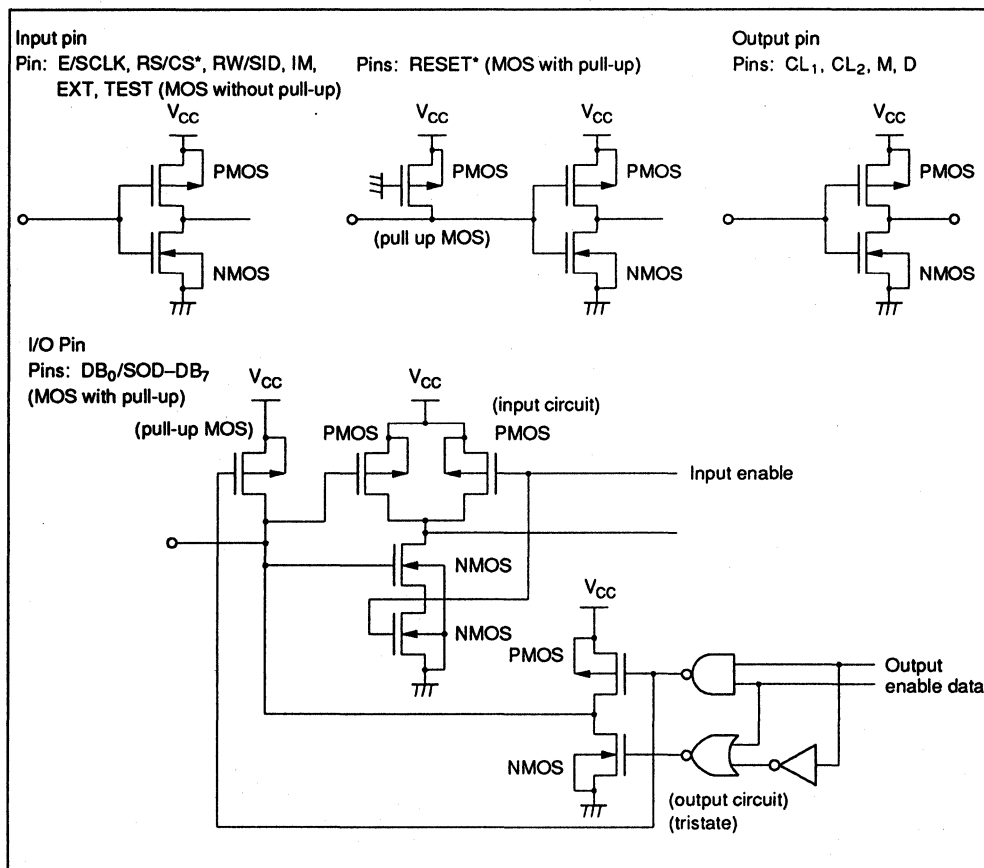 Input pin
Pin: E/SCLK, RS/CS*, RW/SID, IM,
EXT, TEST (MOS without pull-up)
VCC
PMOS
NMOS
Pins: RESET* (MOS with pull-up)
VCC
VCC
PMOS
PMOS
(pull up MOS)
NMOS
Output pin
Pins: CL1, CL2, M, D
VCC
PMOS
NMOS
I/O Pin
Pins: DB0/SOD–DB7
(MOS with pull-up)
VCC
VCC
(pull-up MOS)
(input circuit)
PMOS
PMOS
Input enable
NMOS
NMOS
VCC
PMOS
Output
enable data
NMOS
(output circuit)
(tristate)